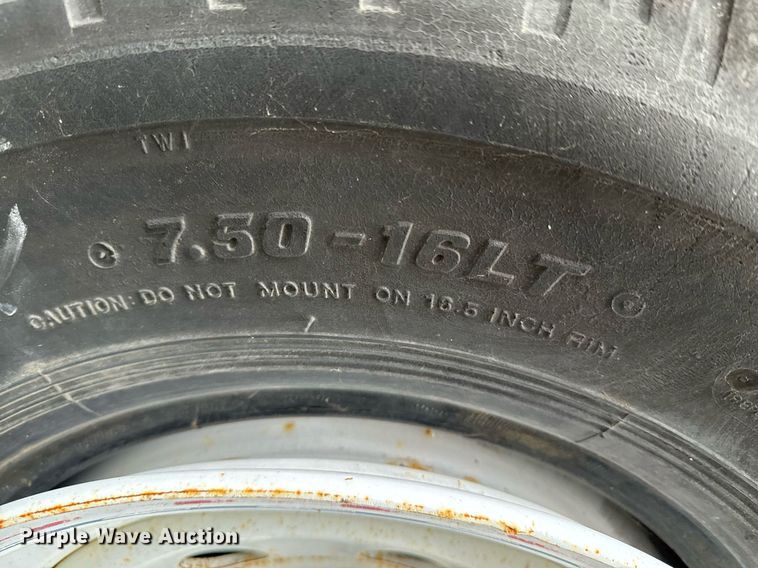 TWI
7.50-16LT
CAUTION: DO NOT MOUNT ON 16.5 INCH RIM
Purple Wave Auction